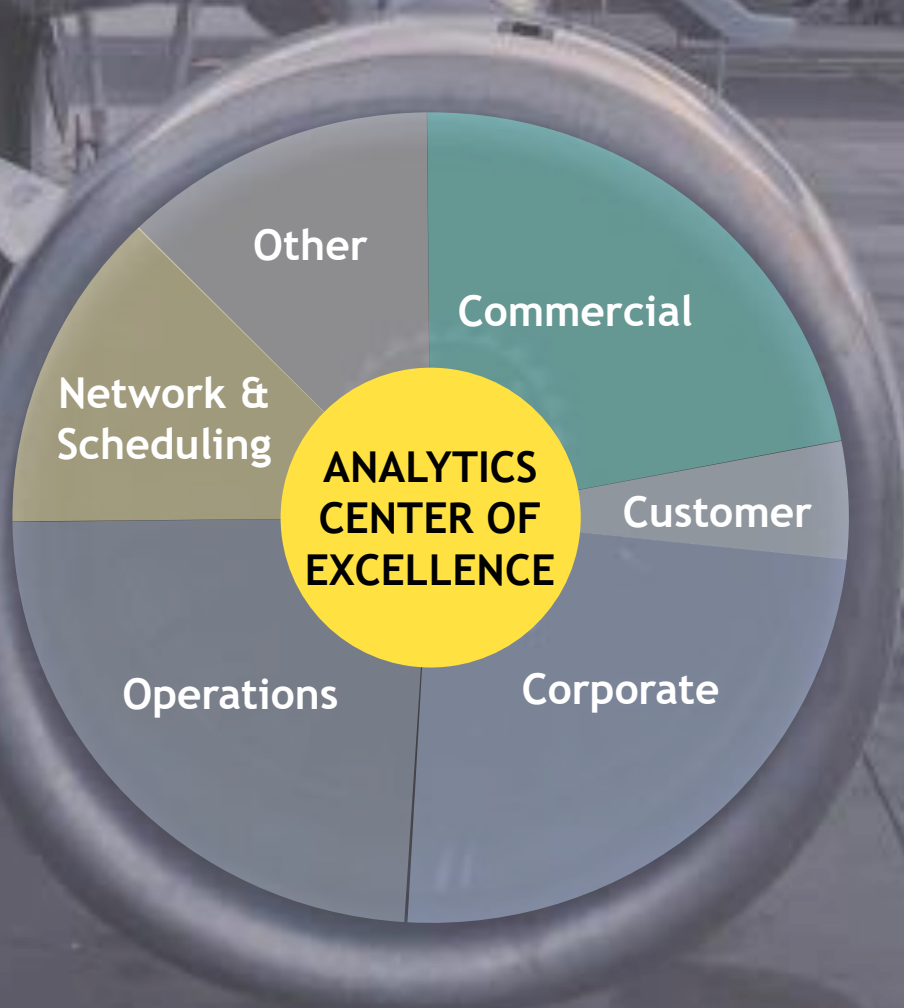 Other
Commercial
Network &
Scheduling
ANALYTICS
CENTER OF
EXCELLENCE
Customer
Operations
Corporate